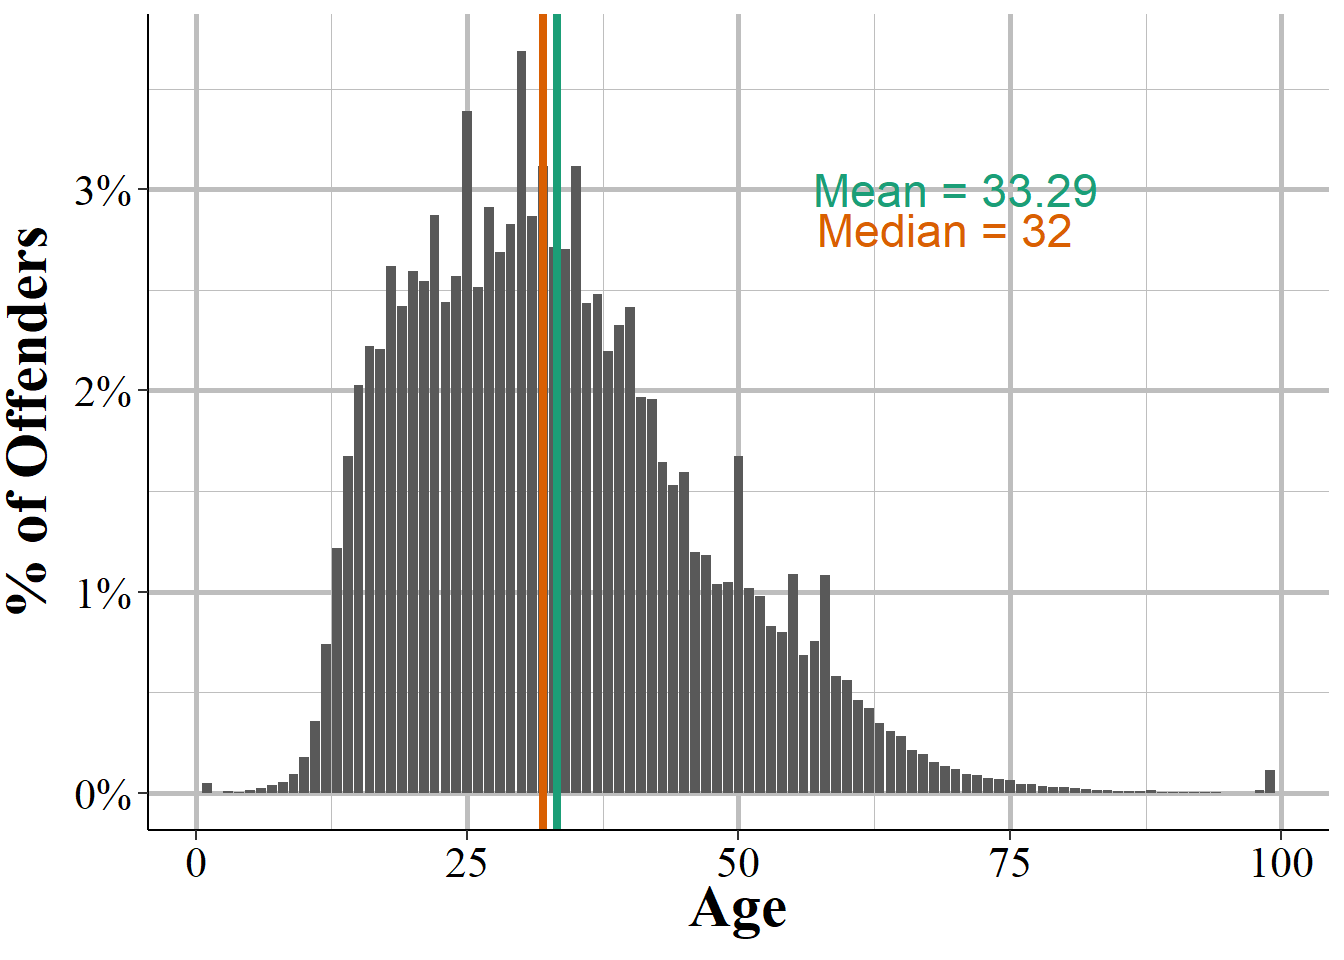 % of Offenders
3%
2%
1%
0%
Mean = 33.29
Median = 32
0 25 50 75 100
Age